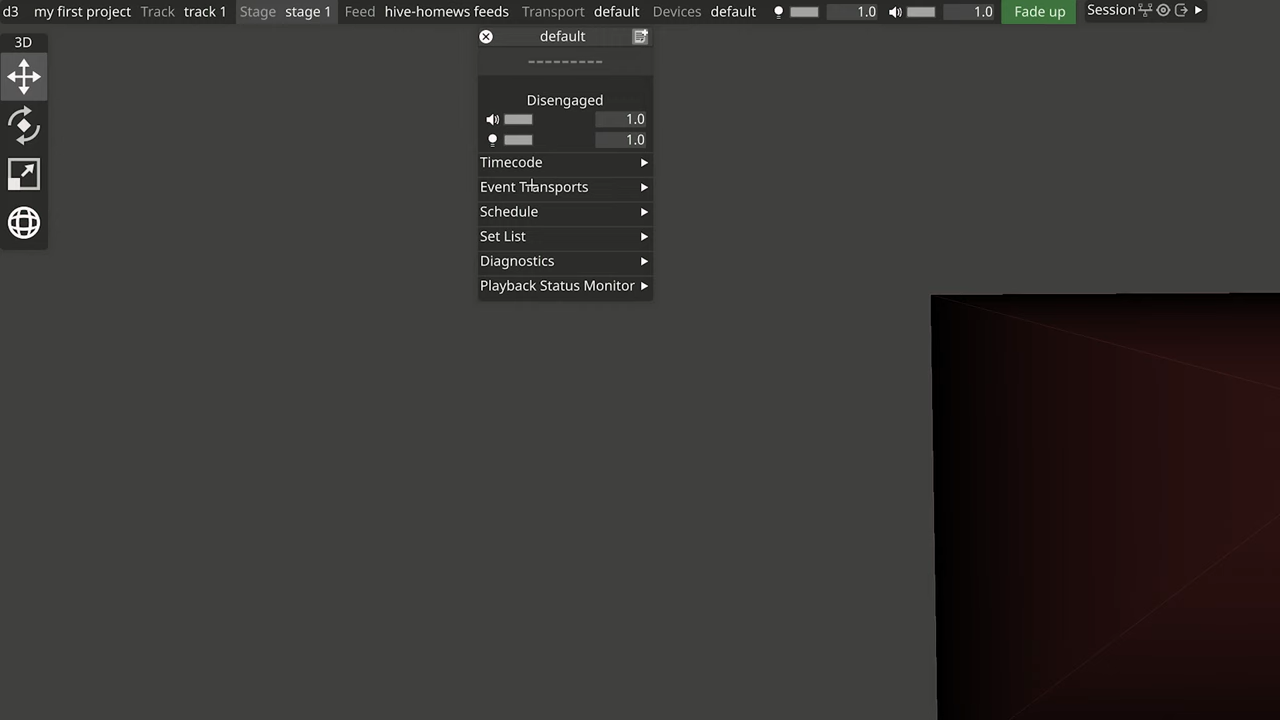 d3 my first project Track track 1 Stage stage 1 Feed hive-homews feeds Transport default Devices default 1.0 1.0 Fade up Session
3D
default
---------
Disengaged
1.0
1.0
Timecode
Event Transports
Schedule
Set List
Diagnostics
Playback Status Monitor